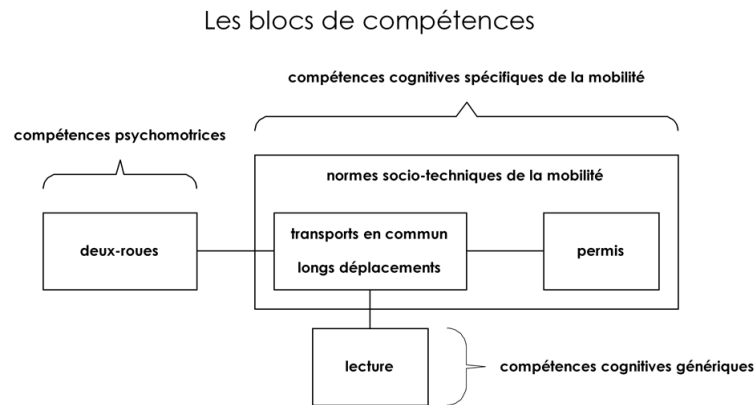 Les blocs de compétences
compétences cognitives spécifiques de la mobilité
compétences psychomotrices
normes socio-techniques de la mobilité
deux-roues
transports en commun
longs déplacements
permis
lecture
compétences cognitives génériques